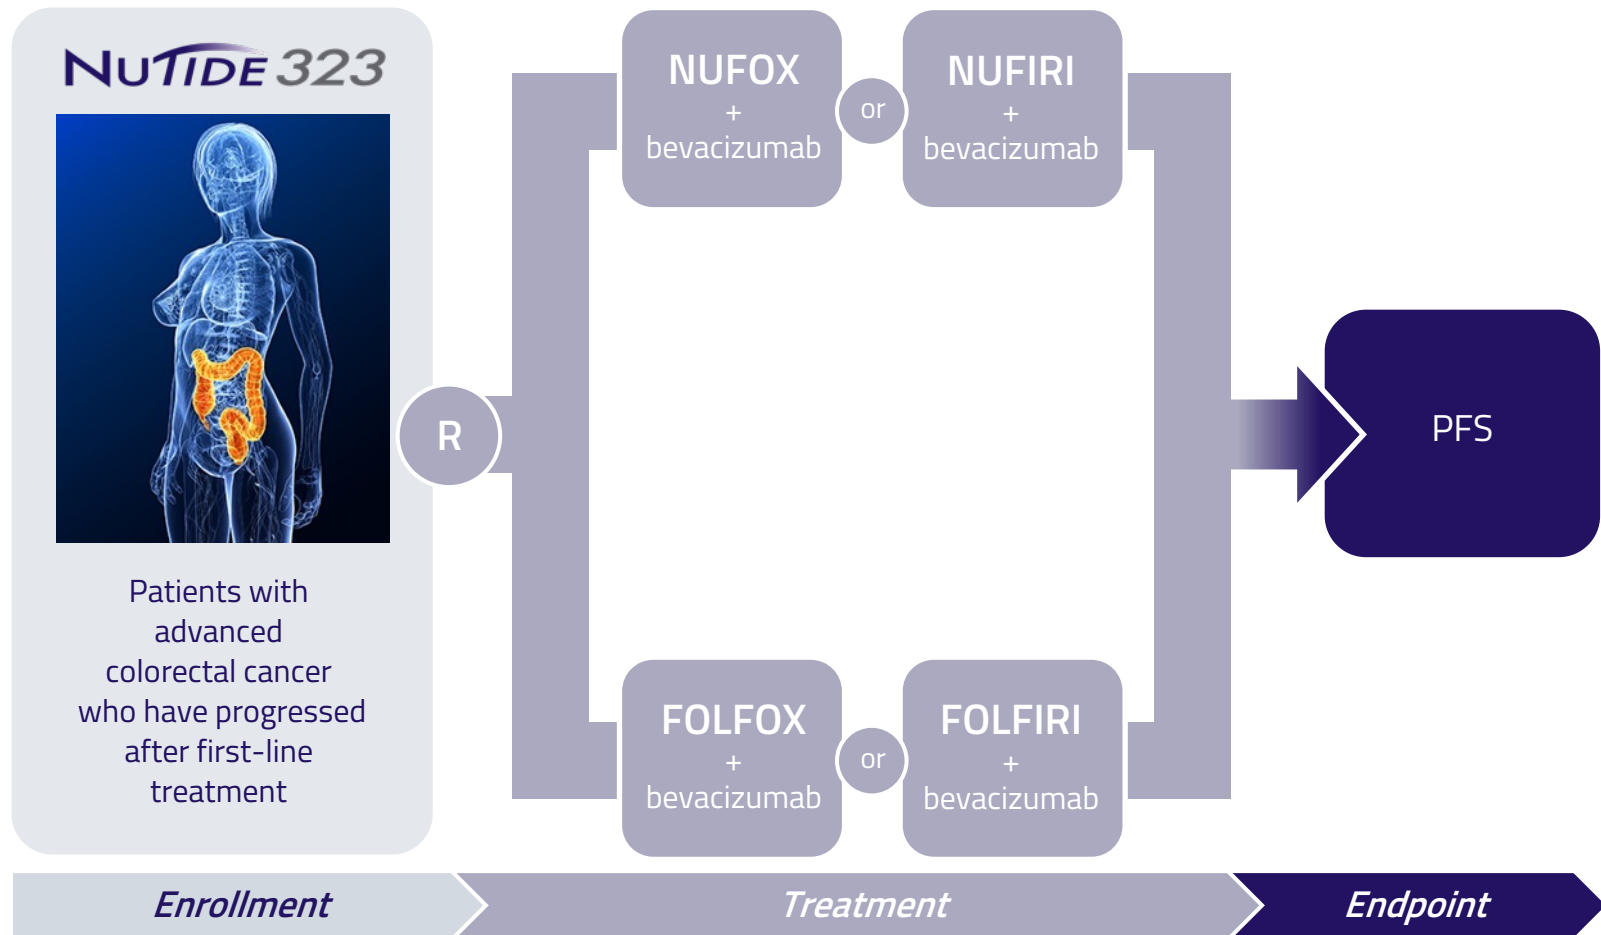 NUTIDE 323
Patients with
advanced
colorectal cancer
who have progressed
after first-line
treatment
R
NUFOX
+
bevacizumab
or
NUFIRI
+
bevacizumab
FOLFOX
+
bevacizumab
or
FOLFIRI
+
bevacizumab
PFS
Enrollment
Treatment
Endpoint